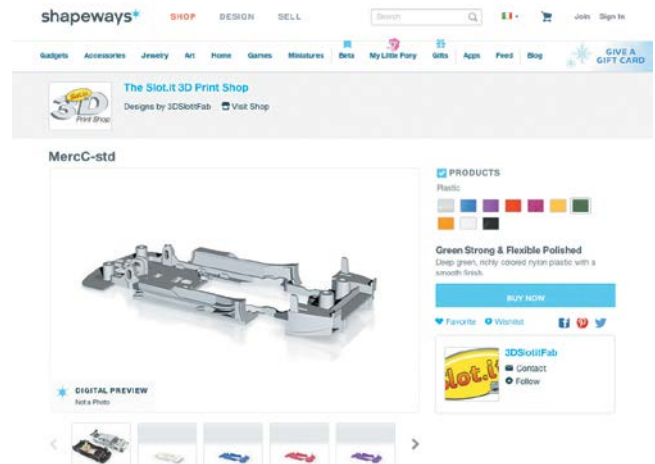 shapeways*
SHOP DESIGN SELL
Search
Join Sign In
Gadgets Accessories Jewelry Art Home Games Miniatures Beta My Little Pony Gifts Apps Feed Blog
GIVE A
GIFT CARD
Slot.it
3D
Print Shop
The Slot.It 3D Print Shop
Designs by 3DSlotitFab Visit Shop
MercC-std
PRODUCTS
Plastic
Green Strong & Flexible Polished
Deep green, richly colored nylon plastic with a
smooth finish.
BUY NOW
Favorite Wishlist
DIGITAL PREVIEW
Not a Photo
lot.it
3DSlotitFab
Contact
Follow